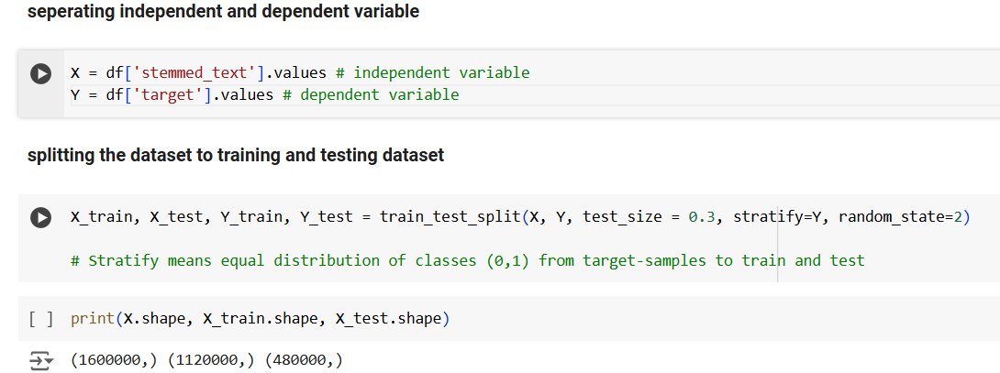 seperating independent and dependent variable
X = df['stemmed_text'].values # independent variable
Y = df['target'].values # dependent variable
splitting the dataset to training and testing dataset
X_train, X_test, Y_train, Y_test = train_test_split(X, Y, test_size = 0.3, stratify=Y, random_state=2)
# Stratify means equal distribution of classes (0,1) from target-samples to train and test
[ ] print(X.shape, X_train.shape, X_test.shape)
(1600000,) (1120000,) (480000,)